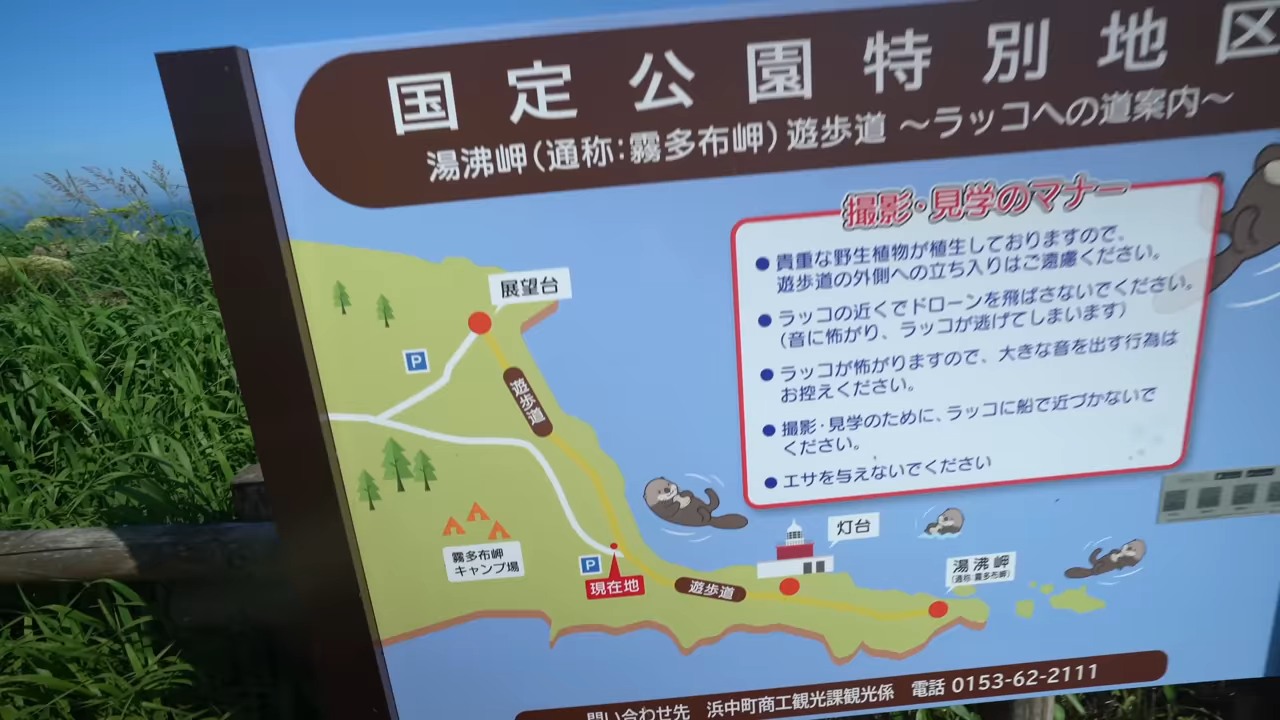 国定公園特別地区
湯沸岬(通称:霧多布岬)遊歩道 ～ラッコへの道案内～
撮影・見学のマナー
● 貴重な野生植物が植生しておりますので、
遊歩道の外側への立ち入りはご遠慮ください。
● ラッコの近くでドローンを飛ばさないでください。
(音に怖がり、ラッコが逃げてしまいます)
● ラッコが怖がりますので、大きな音を出す行為は
お控えください。
● 撮影・見学のために、ラッコに船で近づかないで
ください。
● エサを与えないでください
展望台
P
遊歩道
霧多布岬
キャンプ場
P
現在地
遊歩道
灯台
湯沸岬
(通称:霧多布岬)
問い合わせ先 浜中町商工観光課観光係 電話 0153-62-2111